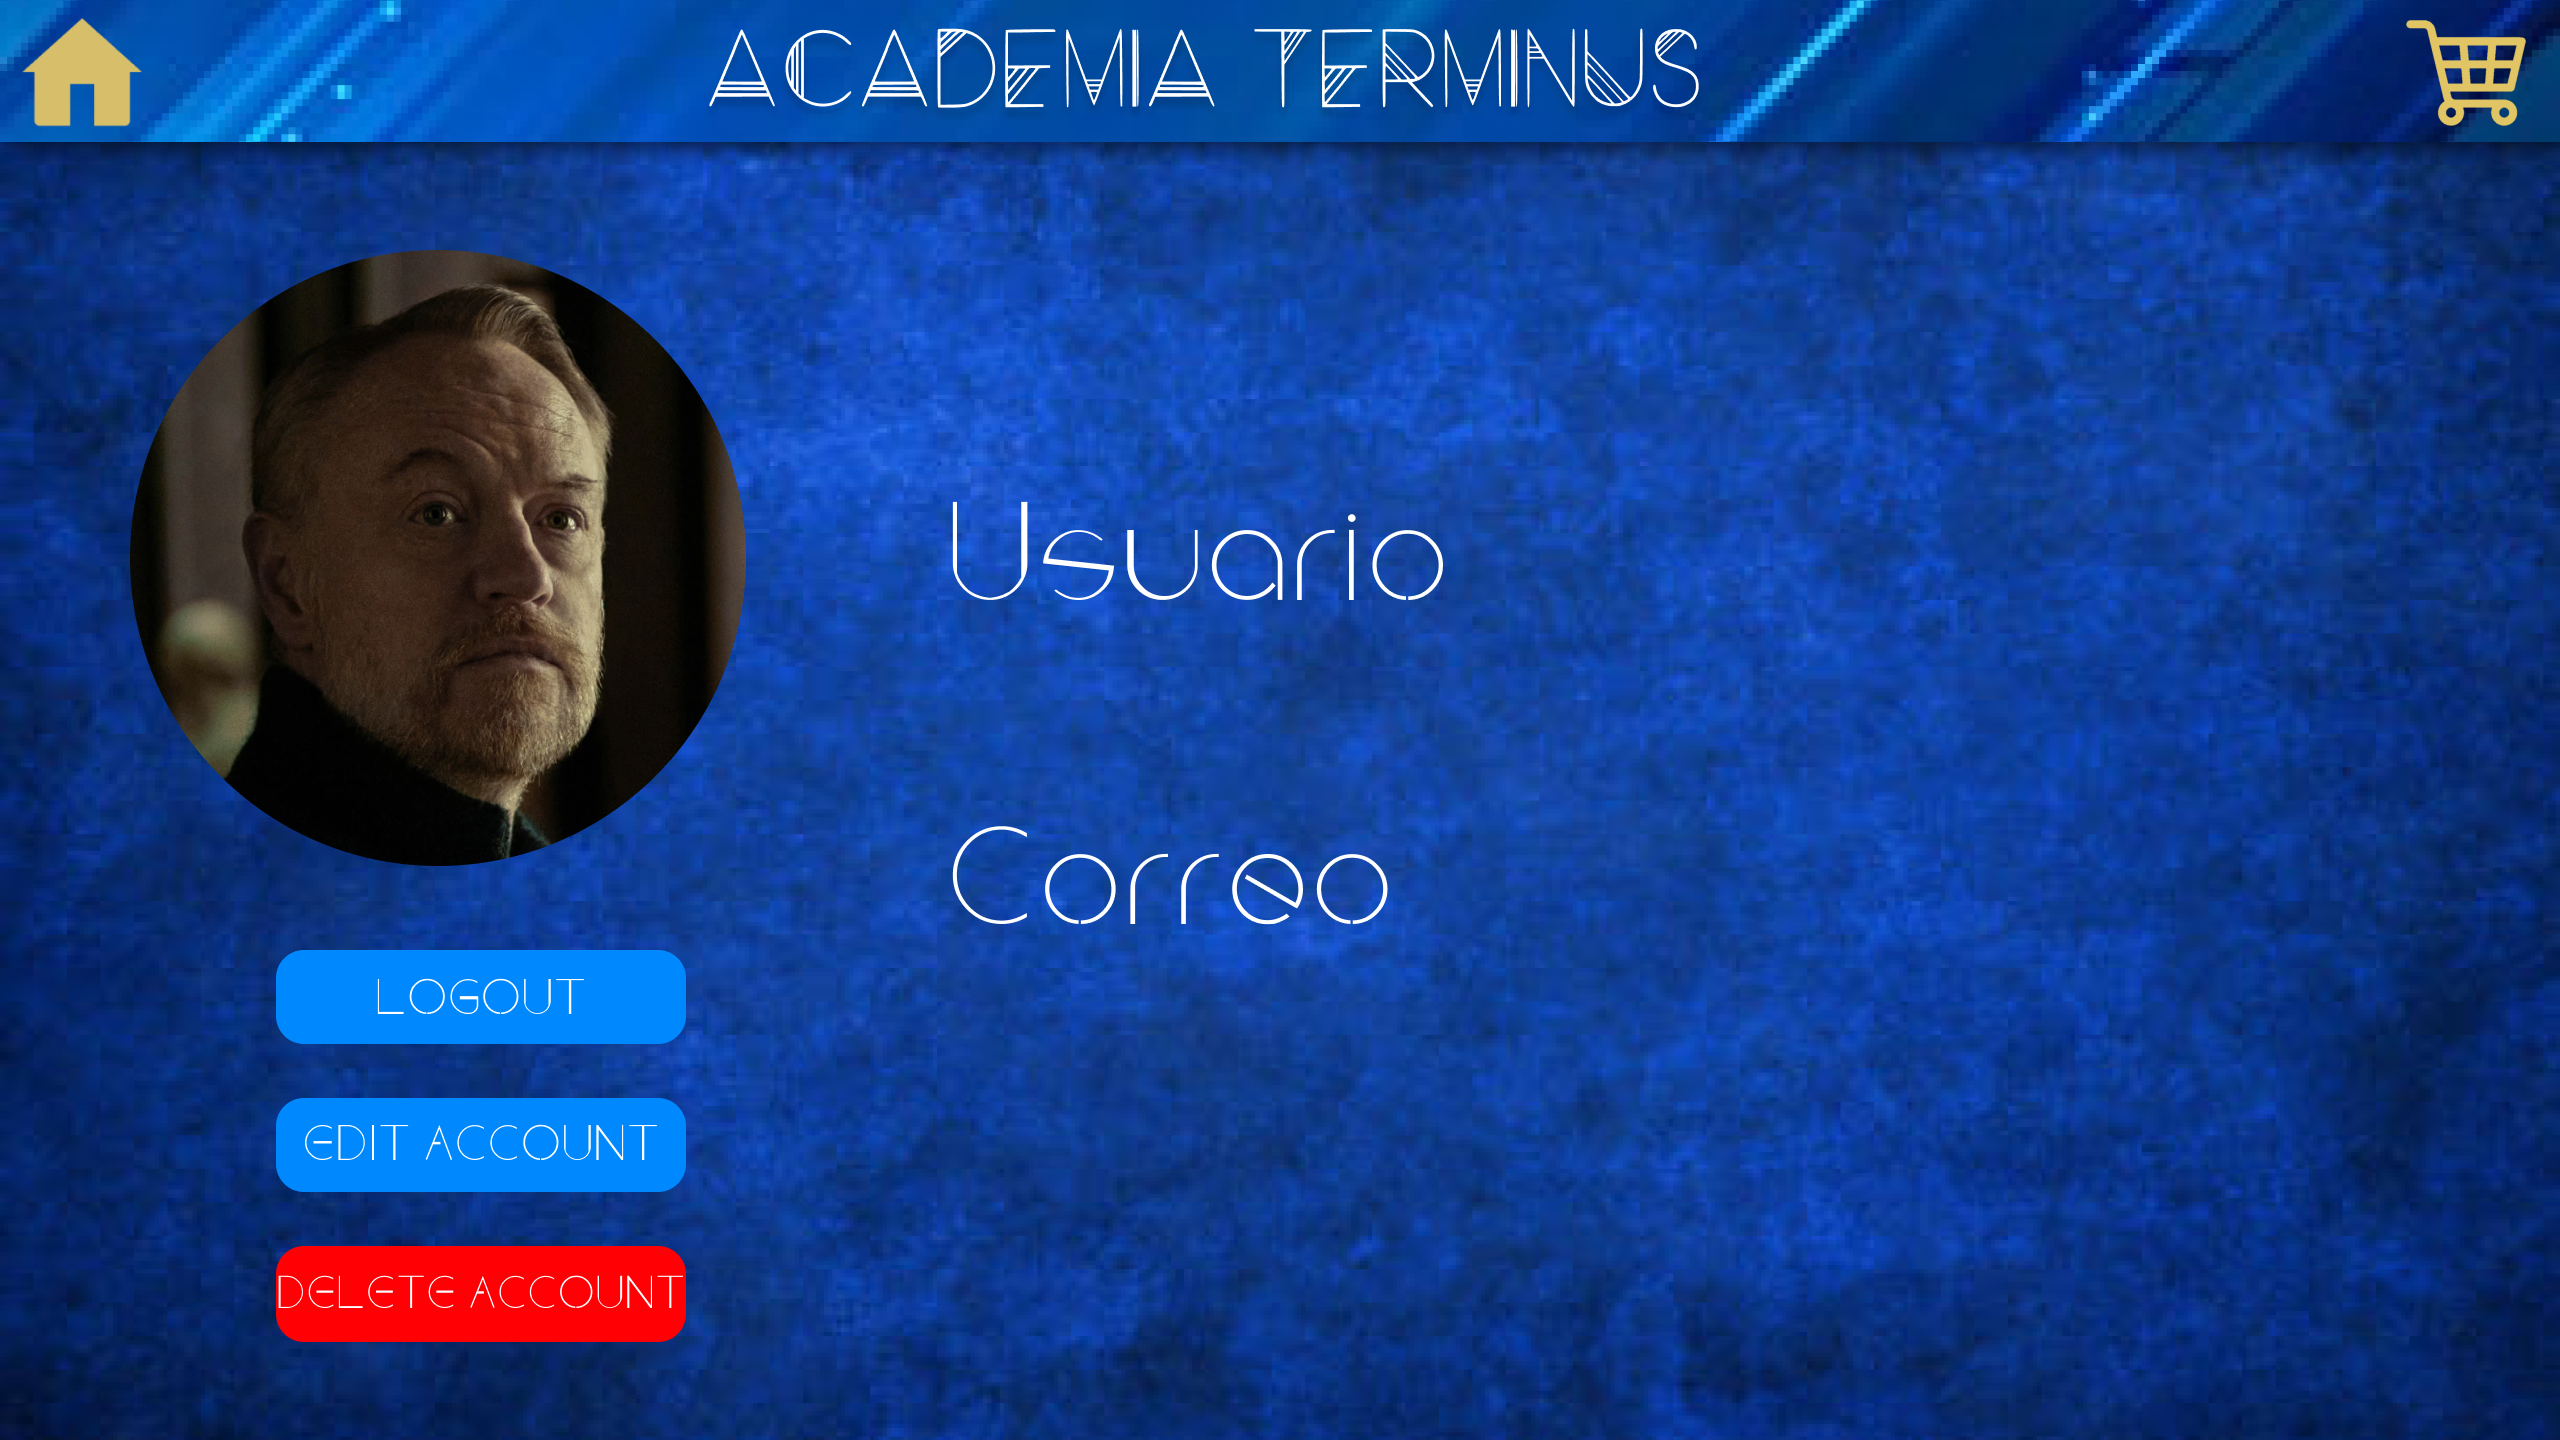 ACADEMIA TERMINUS
Usuario
Correo
LOGOUT
EDIT ACCOUNT
DELETE ACCOUNT